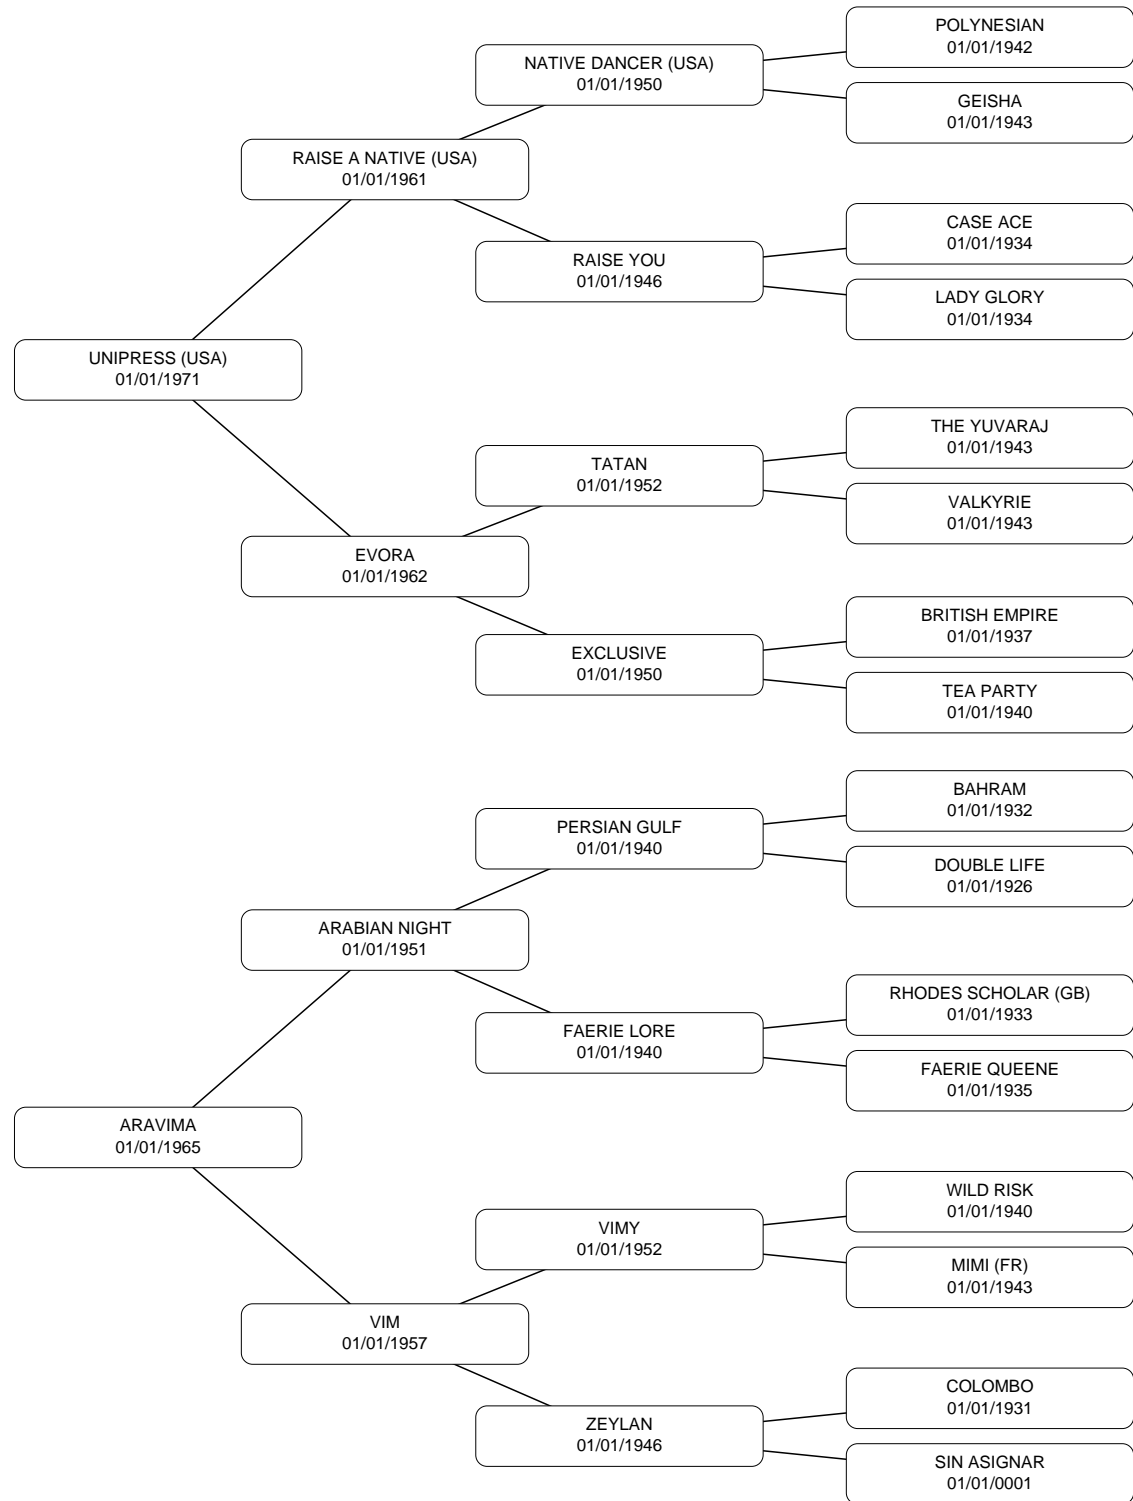 POLYNESIAN
01/01/1942
NATIVE DANCER (USA)
01/01/1950
GEISHA
01/01/1943
RAISE A NATIVE (USA)
01/01/1961
CASE ACE
01/01/1934
RAISE YOU
01/01/1946
LADY GLORY
01/01/1934
UNIPRESS (USA)
01/01/1971
THE YUVARAJ
01/01/1943
TATAN
01/01/1952
VALKYRIE
01/01/1943
EVORA
01/01/1962
BRITISH EMPIRE
01/01/1937
EXCLUSIVE
01/01/1950
TEA PARTY
01/01/1940
BAHRAM
01/01/1932
PERSIAN GULF
01/01/1940
DOUBLE LIFE
01/01/1926
ARABIAN NIGHT
01/01/1951
RHODES SCHOLAR (GB)
01/01/1933
FAERIE LORE
01/01/1940
FAERIE QUEENE
01/01/1935
ARAVIMA
01/01/1965
WILD RISK
01/01/1940
VIMY
01/01/1952
MIMI (FR)
01/01/1943
VIM
01/01/1957
COLOMBO
01/01/1931
ZEYLAN
01/01/1946
SIN ASIGNAR
01/01/0001